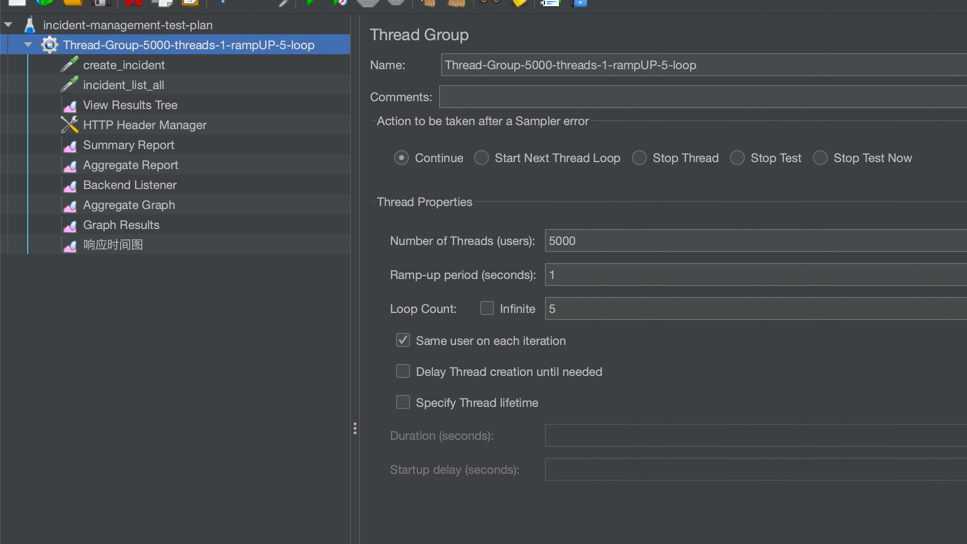 incident-management-test-plan
Thread-Group-5000-threads-1-rampUP-5-loop
create_incident
incident_list_all
View Results Tree
HTTP Header Manager
Summary Report
Aggregate Report
Backend Listener
Aggregate Graph
Graph Results
响应时间图
Thread Group
Name: Thread-Group-5000-threads-1-rampUP-5-loop
Comments:
Action to be taken after a Sampler error
Continue Start Next Thread Loop Stop Thread Stop Test Stop Test Now
Thread Properties
Number of Threads (users): 5000
Ramp-up period (seconds): 1
Loop Count: Infinite 5
Same user on each iteration
Delay Thread creation until needed
Specify Thread lifetime
Duration (seconds):
Startup delay (seconds):